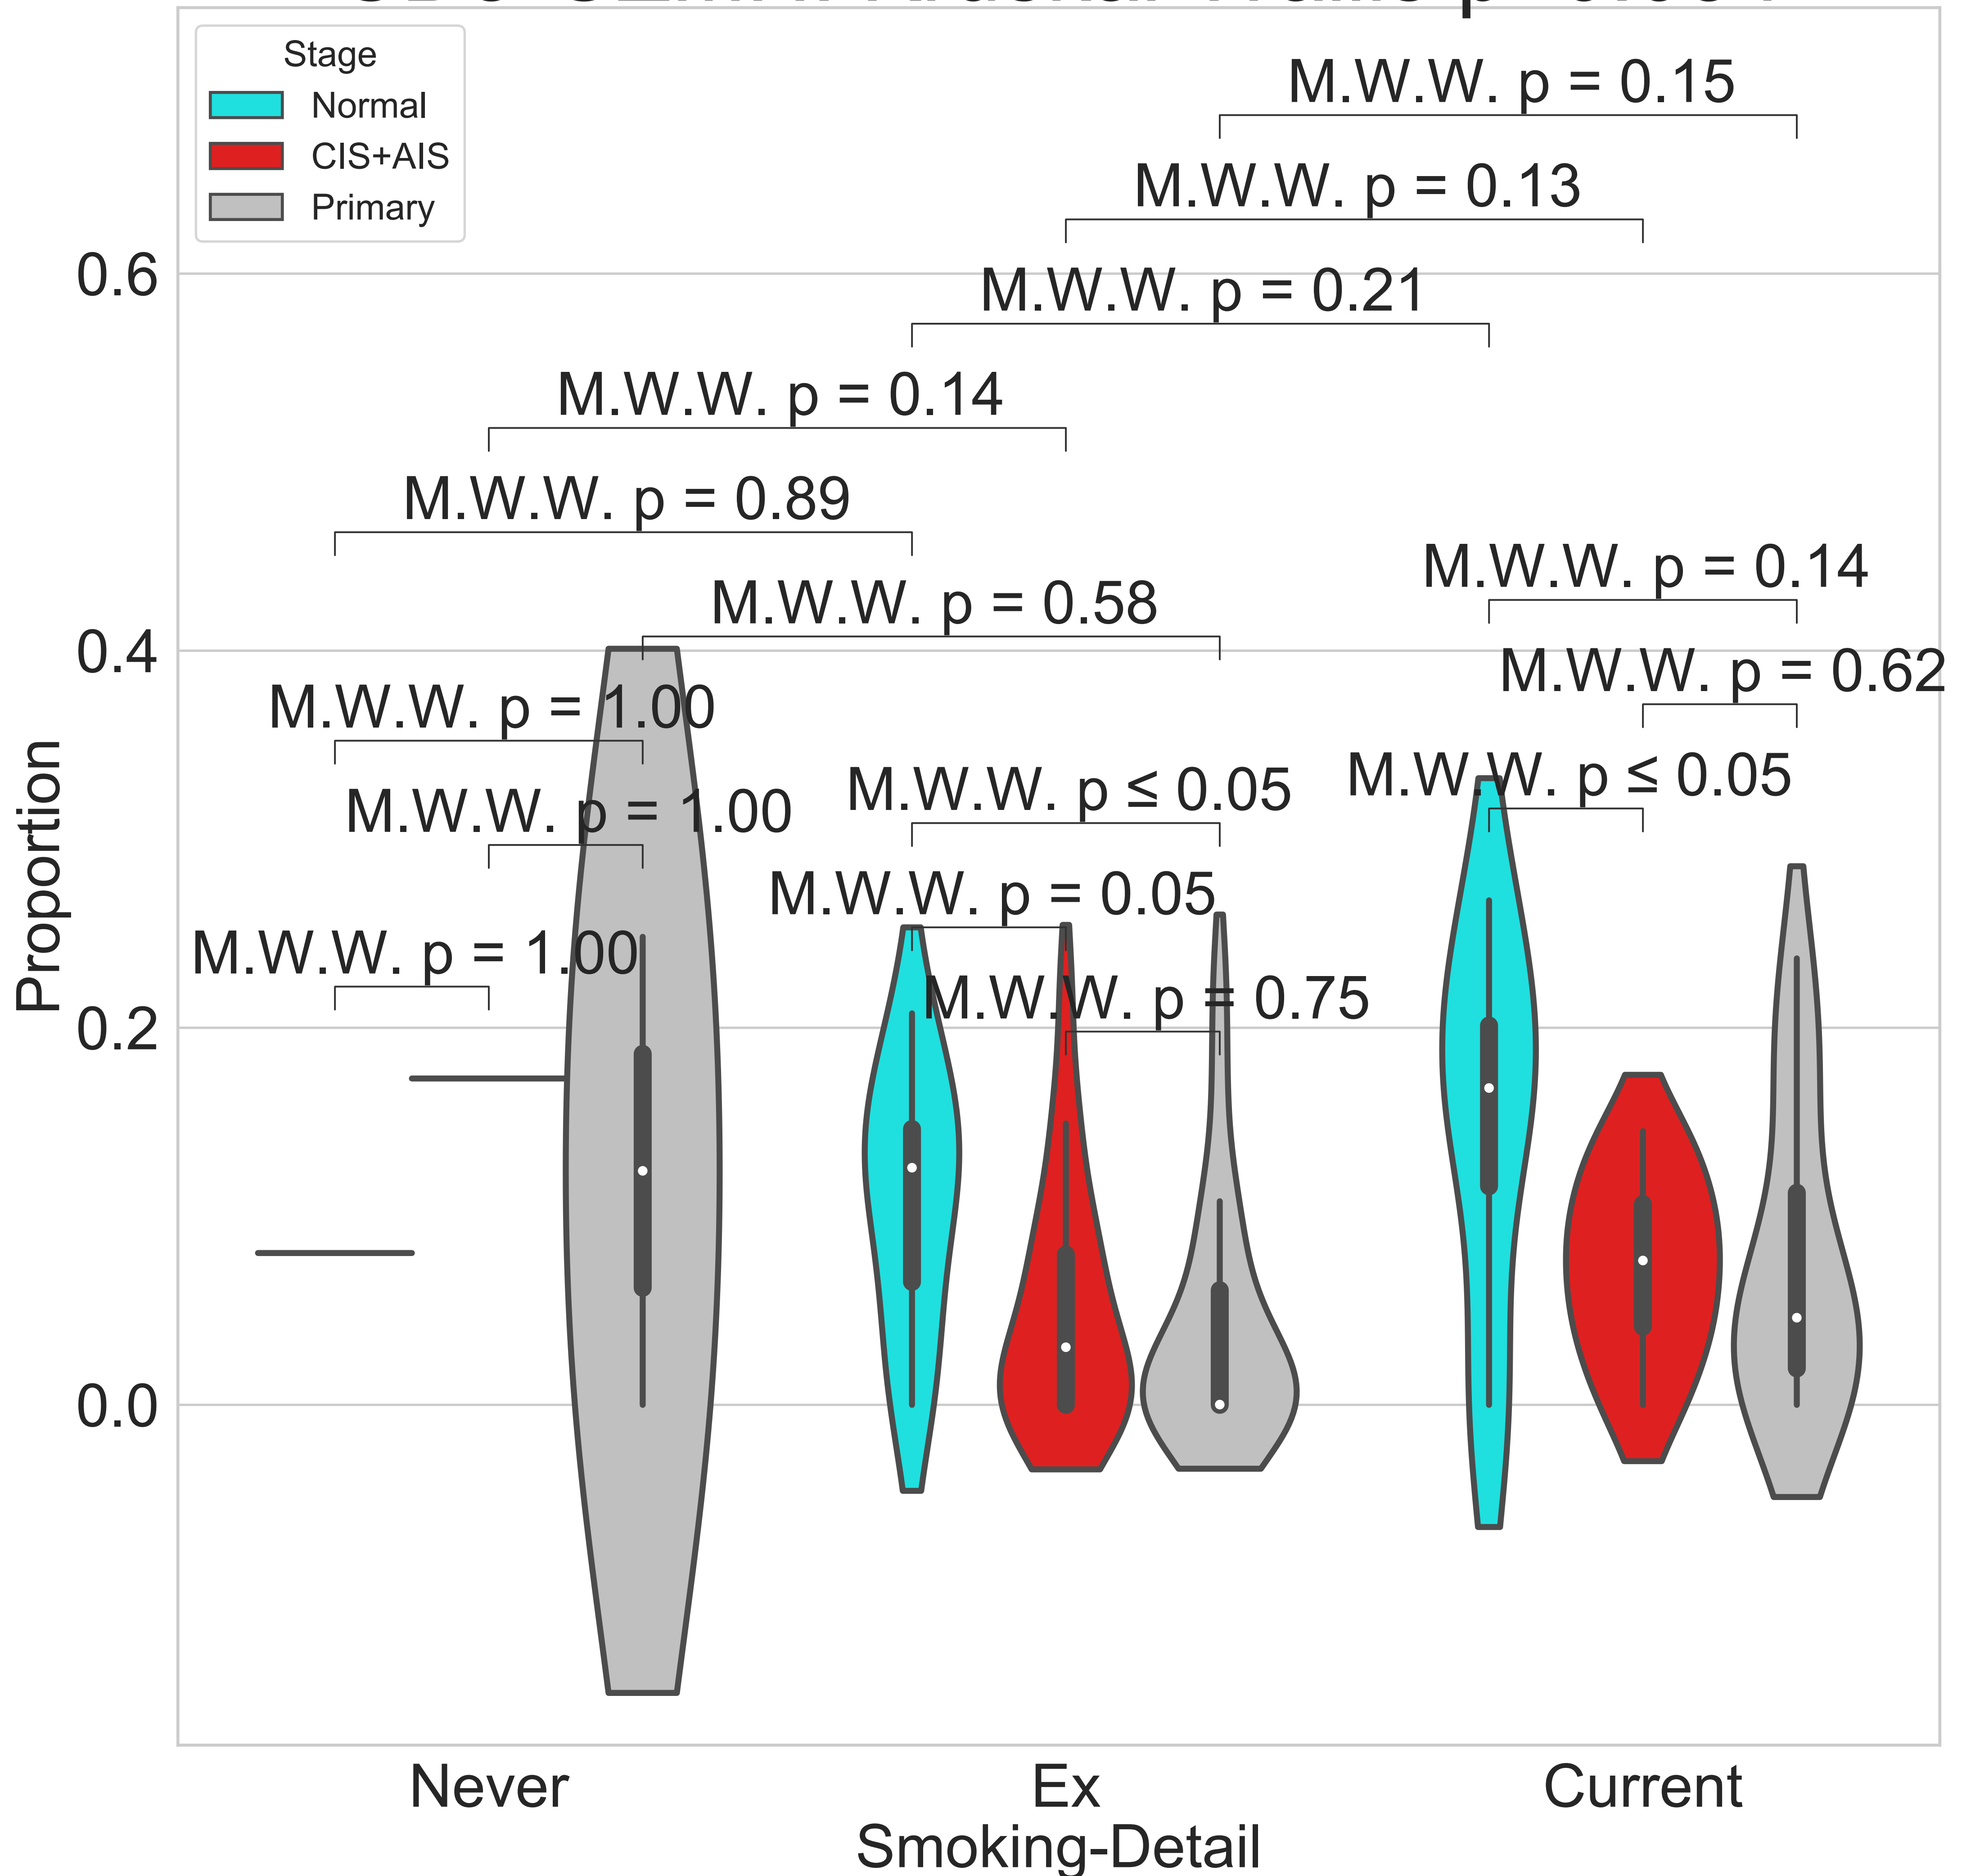 Stage
Normal
CIS+AIS
Primary
M.W.W. p = 0.15
M.W.W. p = 0.13
0.6
M.W.W. p = 0.21
M.W.W. p = 0.14
M.W.W. p = 0.89
M.W.W. p = 0.14
M.W.W. p = 0.58
0.4
M.W.W. p = 0.62
M.W.W. p = 1.00
M.W.W. p ≤ 0.05
M.W.W. p ≤ 0.05
M.W.W. p = 1.00
M.W.W. p = 0.05
M.W.W. p = 1.00
M.W.W. p = 0.75
0.2
0.0
Proportion
Never
Ex
Current
Smoking-Detail